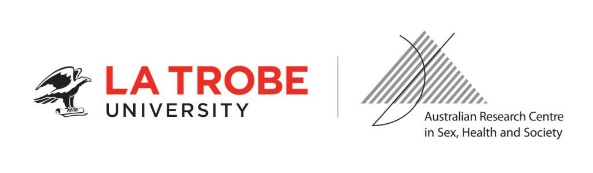 LA TROBE
UNIVERSITY
Australian Research Centre
in Sex, Health and Society